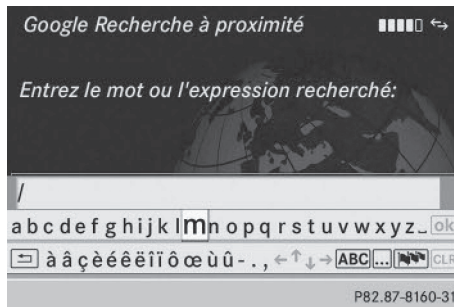 Google Recherche à proximité
Entrez le mot ou l'expression recherché:
/
a b c d e f g h i j k l m n o p q r s t u v w x y z _ ok
à â ç è é ê ë î ï ô œ ù û - . , ← ↑ ↓ → ABC ... CLR
P82.87-8160-31